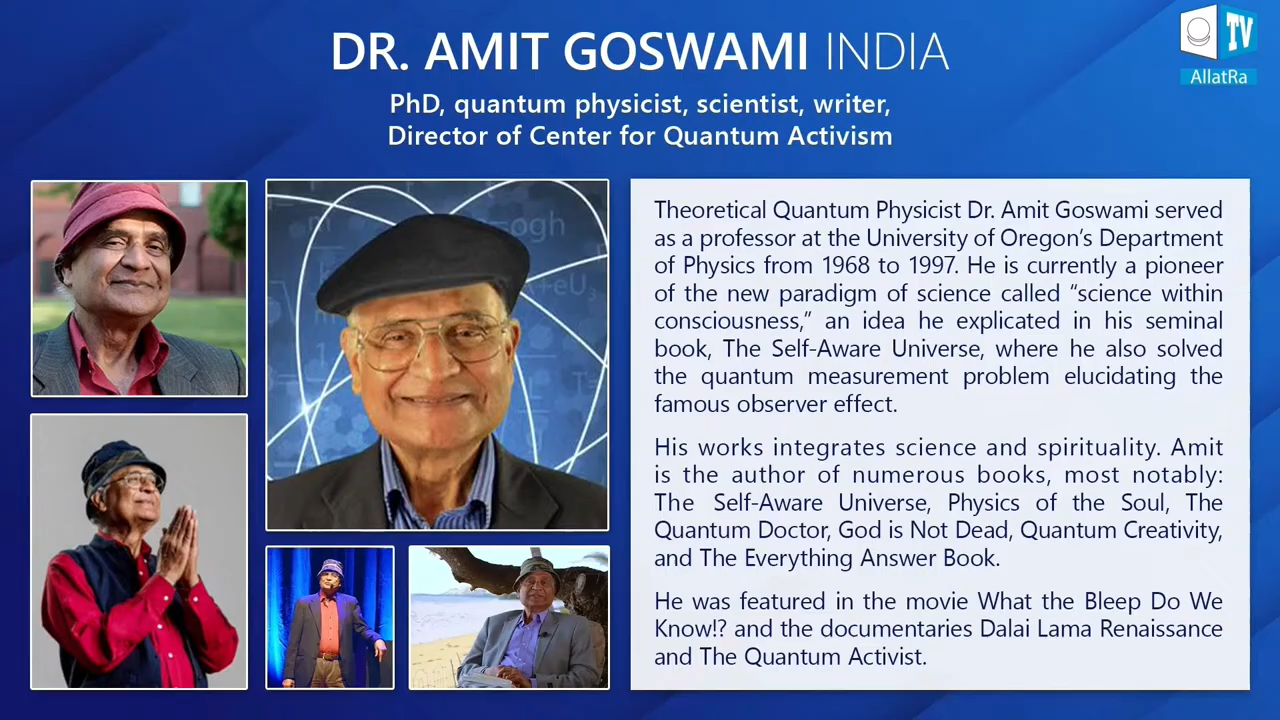 DR. AMIT GOSWAMI INDIA
PhD, quantum physicist, scientist, writer,
Director of Center for Quantum Activism
TV
AllatRa
ogh
A+eU3
Theoretical Quantum Physicist Dr. Amit Goswami served
as a professor at the University of Oregon's Department
of Physics from 1968 to 1997. He is currently a pioneer
of the new paradigm of science called “science within
consciousness,” an idea he explicated in his seminal
book, The Self-Aware Universe, where he also solved
the quantum measurement problem elucidating the
famous observer effect.
His works integrates science and spirituality. Amit
is the author of numerous books, most notably:
The Self-Aware Universe, Physics of the Soul, The
Quantum Doctor, God is Not Dead, Quantum Creativity,
and The Everything Answer Book.
He was featured in the movie What the Bleep Do We
Know!? and the documentaries Dalai Lama Renaissance
and The Quantum Activist.